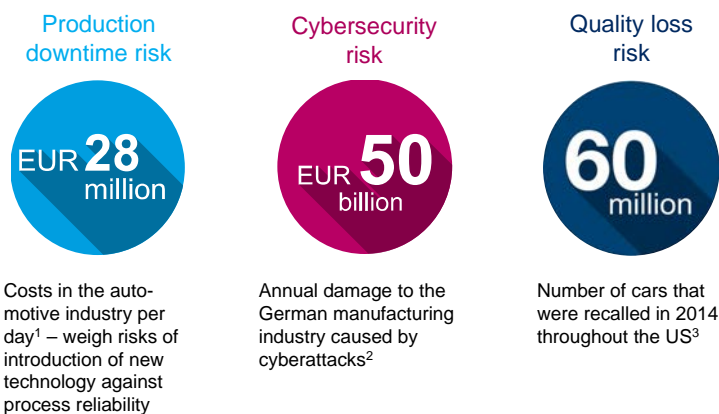 Production
downtime risk
EUR 28
million
Costs in the auto-
motive industry per
day¹ – weigh risks of
introduction of new
technology against
process reliability
Cybersecurity
risk
EUR 50
billion
Annual damage to the
German manufacturing
industry caused by
cyberattacks²
Quality loss
risk
60
million
Number of cars that
were recalled in 2014
throughout the US³